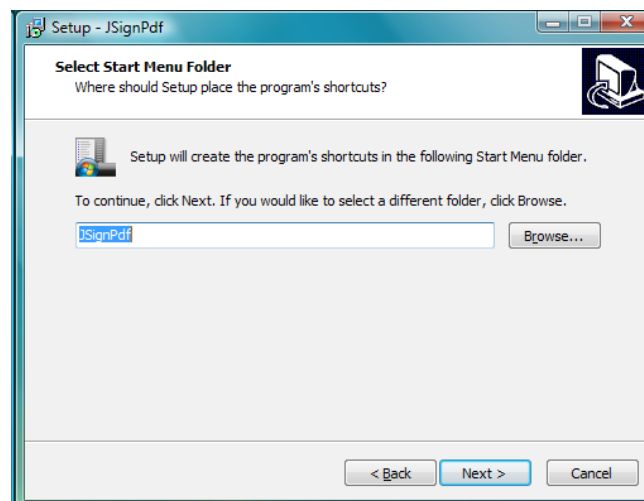 Setup - JSignPdf
Select Start Menu Folder
Where should Setup place the program's shortcuts?
Setup will create the program's shortcuts in the following Start Menu folder.
To continue, click Next. If you would like to select a different folder, click Browse.
JSignPdf
Browse...
< Back
Next >
Cancel